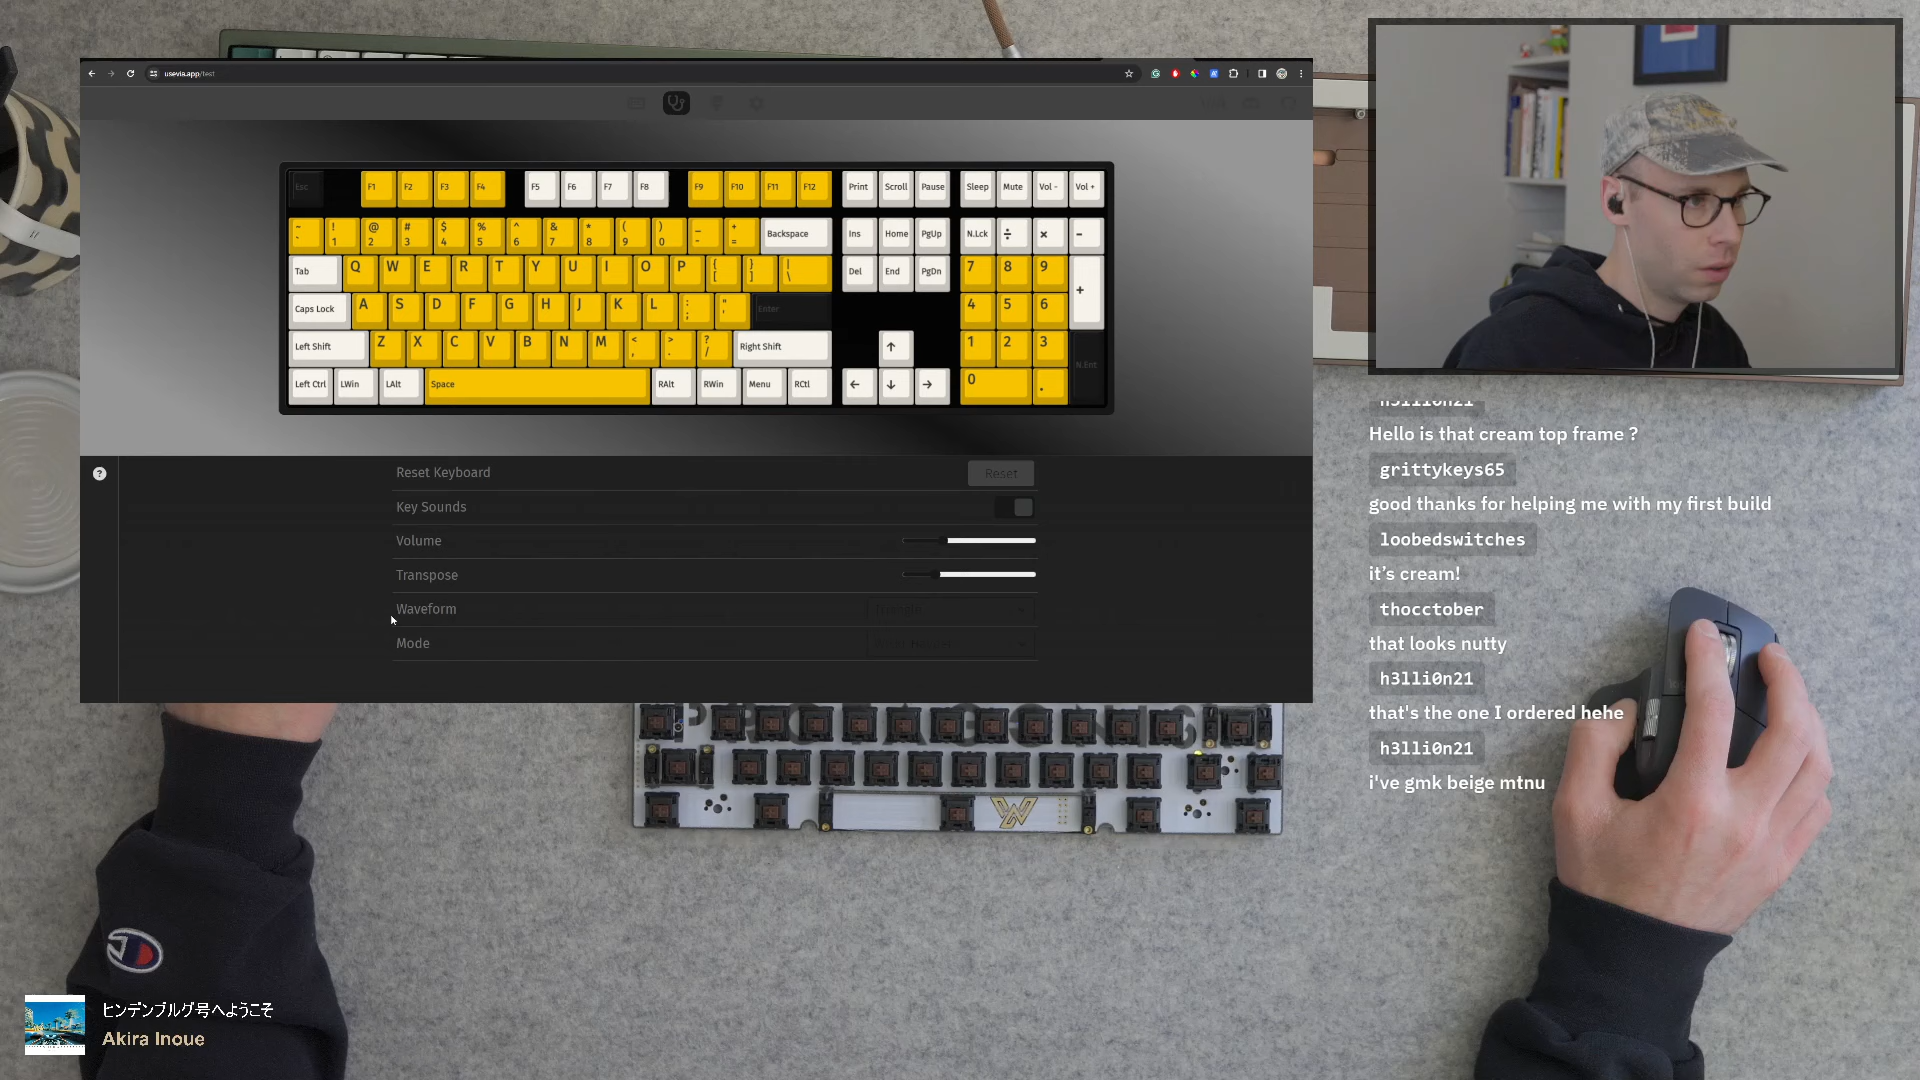 usevia.app/test
Esc F1 F2 F3 F4 F5 F6 F7 F8 F9 F10 F11 F12 Print Scroll Pause Sleep Mute Vol - Vol +
~ ! @ # $ % ^ & * ( ) _ +
` 1 2 3 4 5 6 7 8 9 0 - = Backspace Ins Home PgUp N.Lck ÷ × -
Tab Q W E R T Y U I O P { } |
[ ] \ Del End PgDn 7 8 9 +
Caps Lock A S D F G H J K L : "
; ' Enter 4 5 6
Left Shift Z X C V B N M < > ?
, . / Right Shift ↑ 1 2 3 N.Ent
Left Ctrl LWin LAlt Space RAlt RWin Menu RCtl ← ↓ → 0 .
?
Reset Keyboard Reset
Key Sounds
Volume
Transpose
Waveform Triangle
Mode
h3lli0n21
Hello is that cream top frame ?
grittykeys65
good thanks for helping me with my first build
loobedswitches
it’s cream!
thocctober
that looks nutty
h3lli0n21
that's the one I ordered hehe
h3lli0n21
i've gmk beige mtnu
ヒンデンブルグ号へようこそ
Akira Inoue